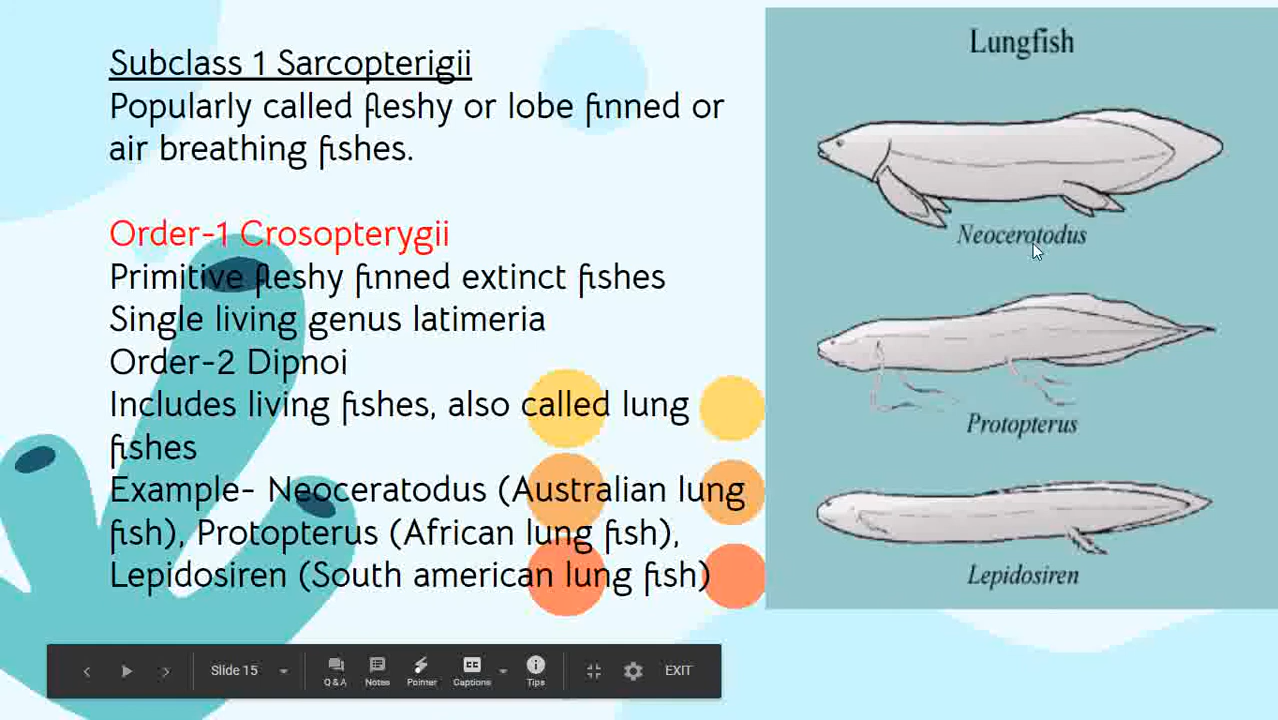 Subclass 1 Sarcopterigii
Popularly called fleshy or lobe finned or
air breathing fishes.
Order-1 Crosopterygii
Primitive fleshy finned extinct fishes
Single living genus latimeria
Order-2 Dipnoi
Includes living fishes, also called lung
fishes
Example- Neoceratodus (Australian lung
fish), Protopterus (African lung fish),
Lepidosiren (South american lung fish)
Lungfish
Neocerotodus
Protopterus
Lepidosiren
Slide 15
Q & A
Notes
Pointer
CC
Captions
Tips
EXIT